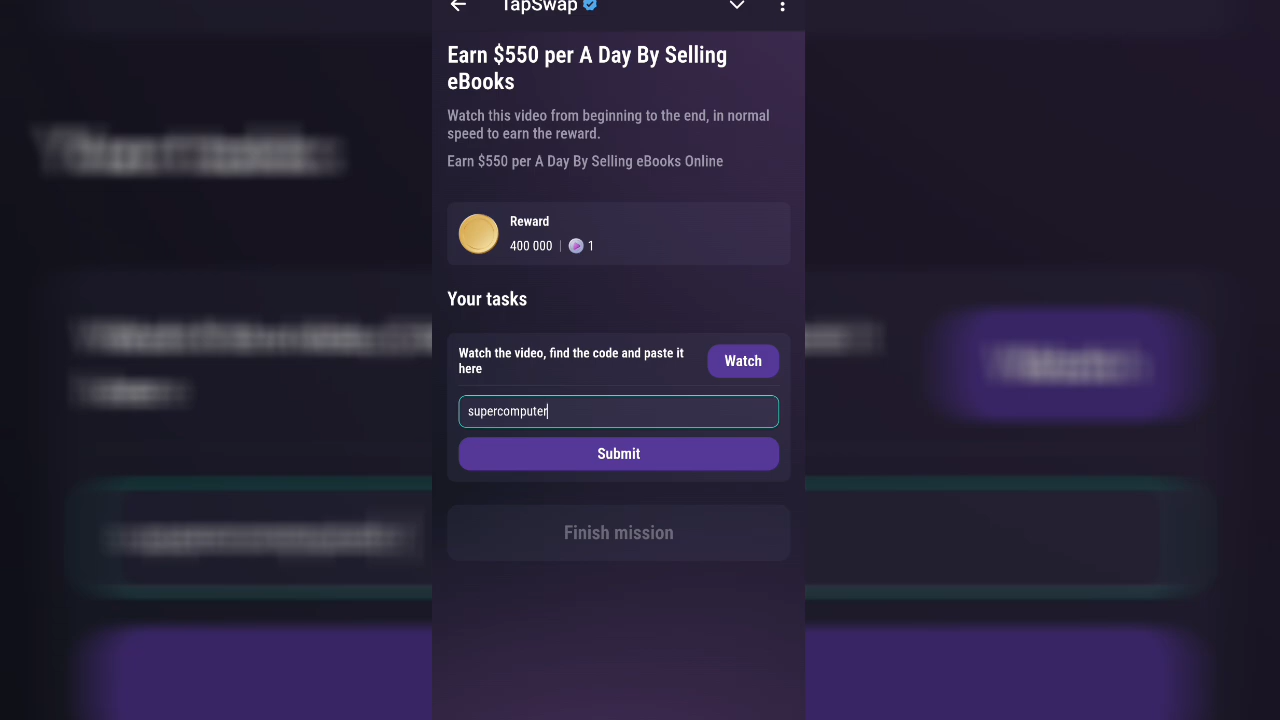 TapSwap
Earn $550 per A Day By Selling
eBooks
Watch this video from beginning to the end, in normal
speed to earn the reward.
Earn $550 per A Day By Selling eBooks Online
Reward
400 000 | 1
Your tasks
Watch the video, find the code and paste it
here
Watch
supercomputer
Submit
Finish mission